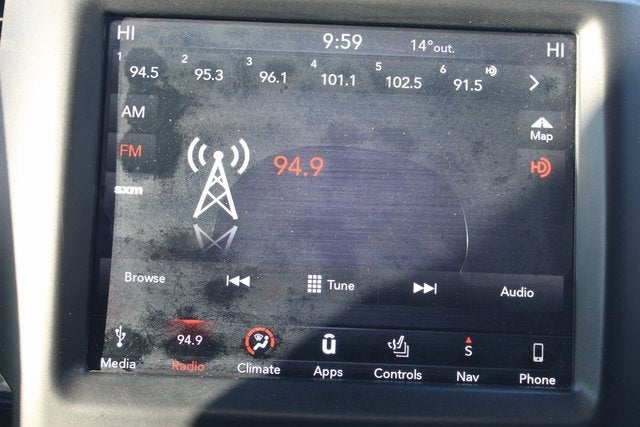 HI 9:59 14°out. HI
1 94.5 2 95.3 3 96.1 4 101.1 5 102.5 6 91.5 HD
AM
Map
FM
94.9
HD
sxm
Browse Tune Audio
94.9
S
Media Radio Climate Apps Controls Nav Phone